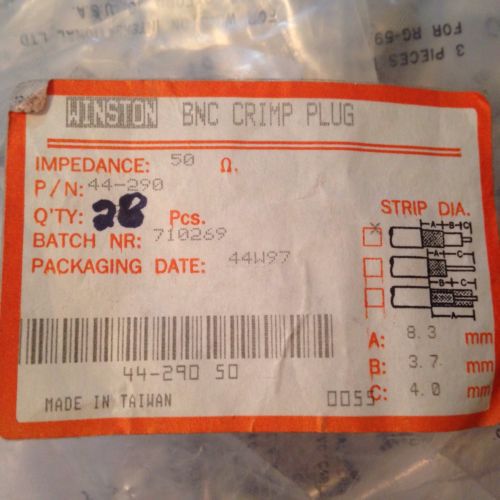 WINSTON BNC CRIMP PLUG
IMPEDANCE: 50 Ω.
P/N: 44-290
Q'TY: 28 Pcs.
BATCH NR: 710269
PACKAGING DATE: 44W97
STRIP DIA.
X
A B C
A C
B C
A
A: 8.3 mm
B: 3.7 mm
C: 4.0 mm
44-290 50
MADE IN TAIWAN 0055
3 PIECES
FOR RG-59
U.S.A.